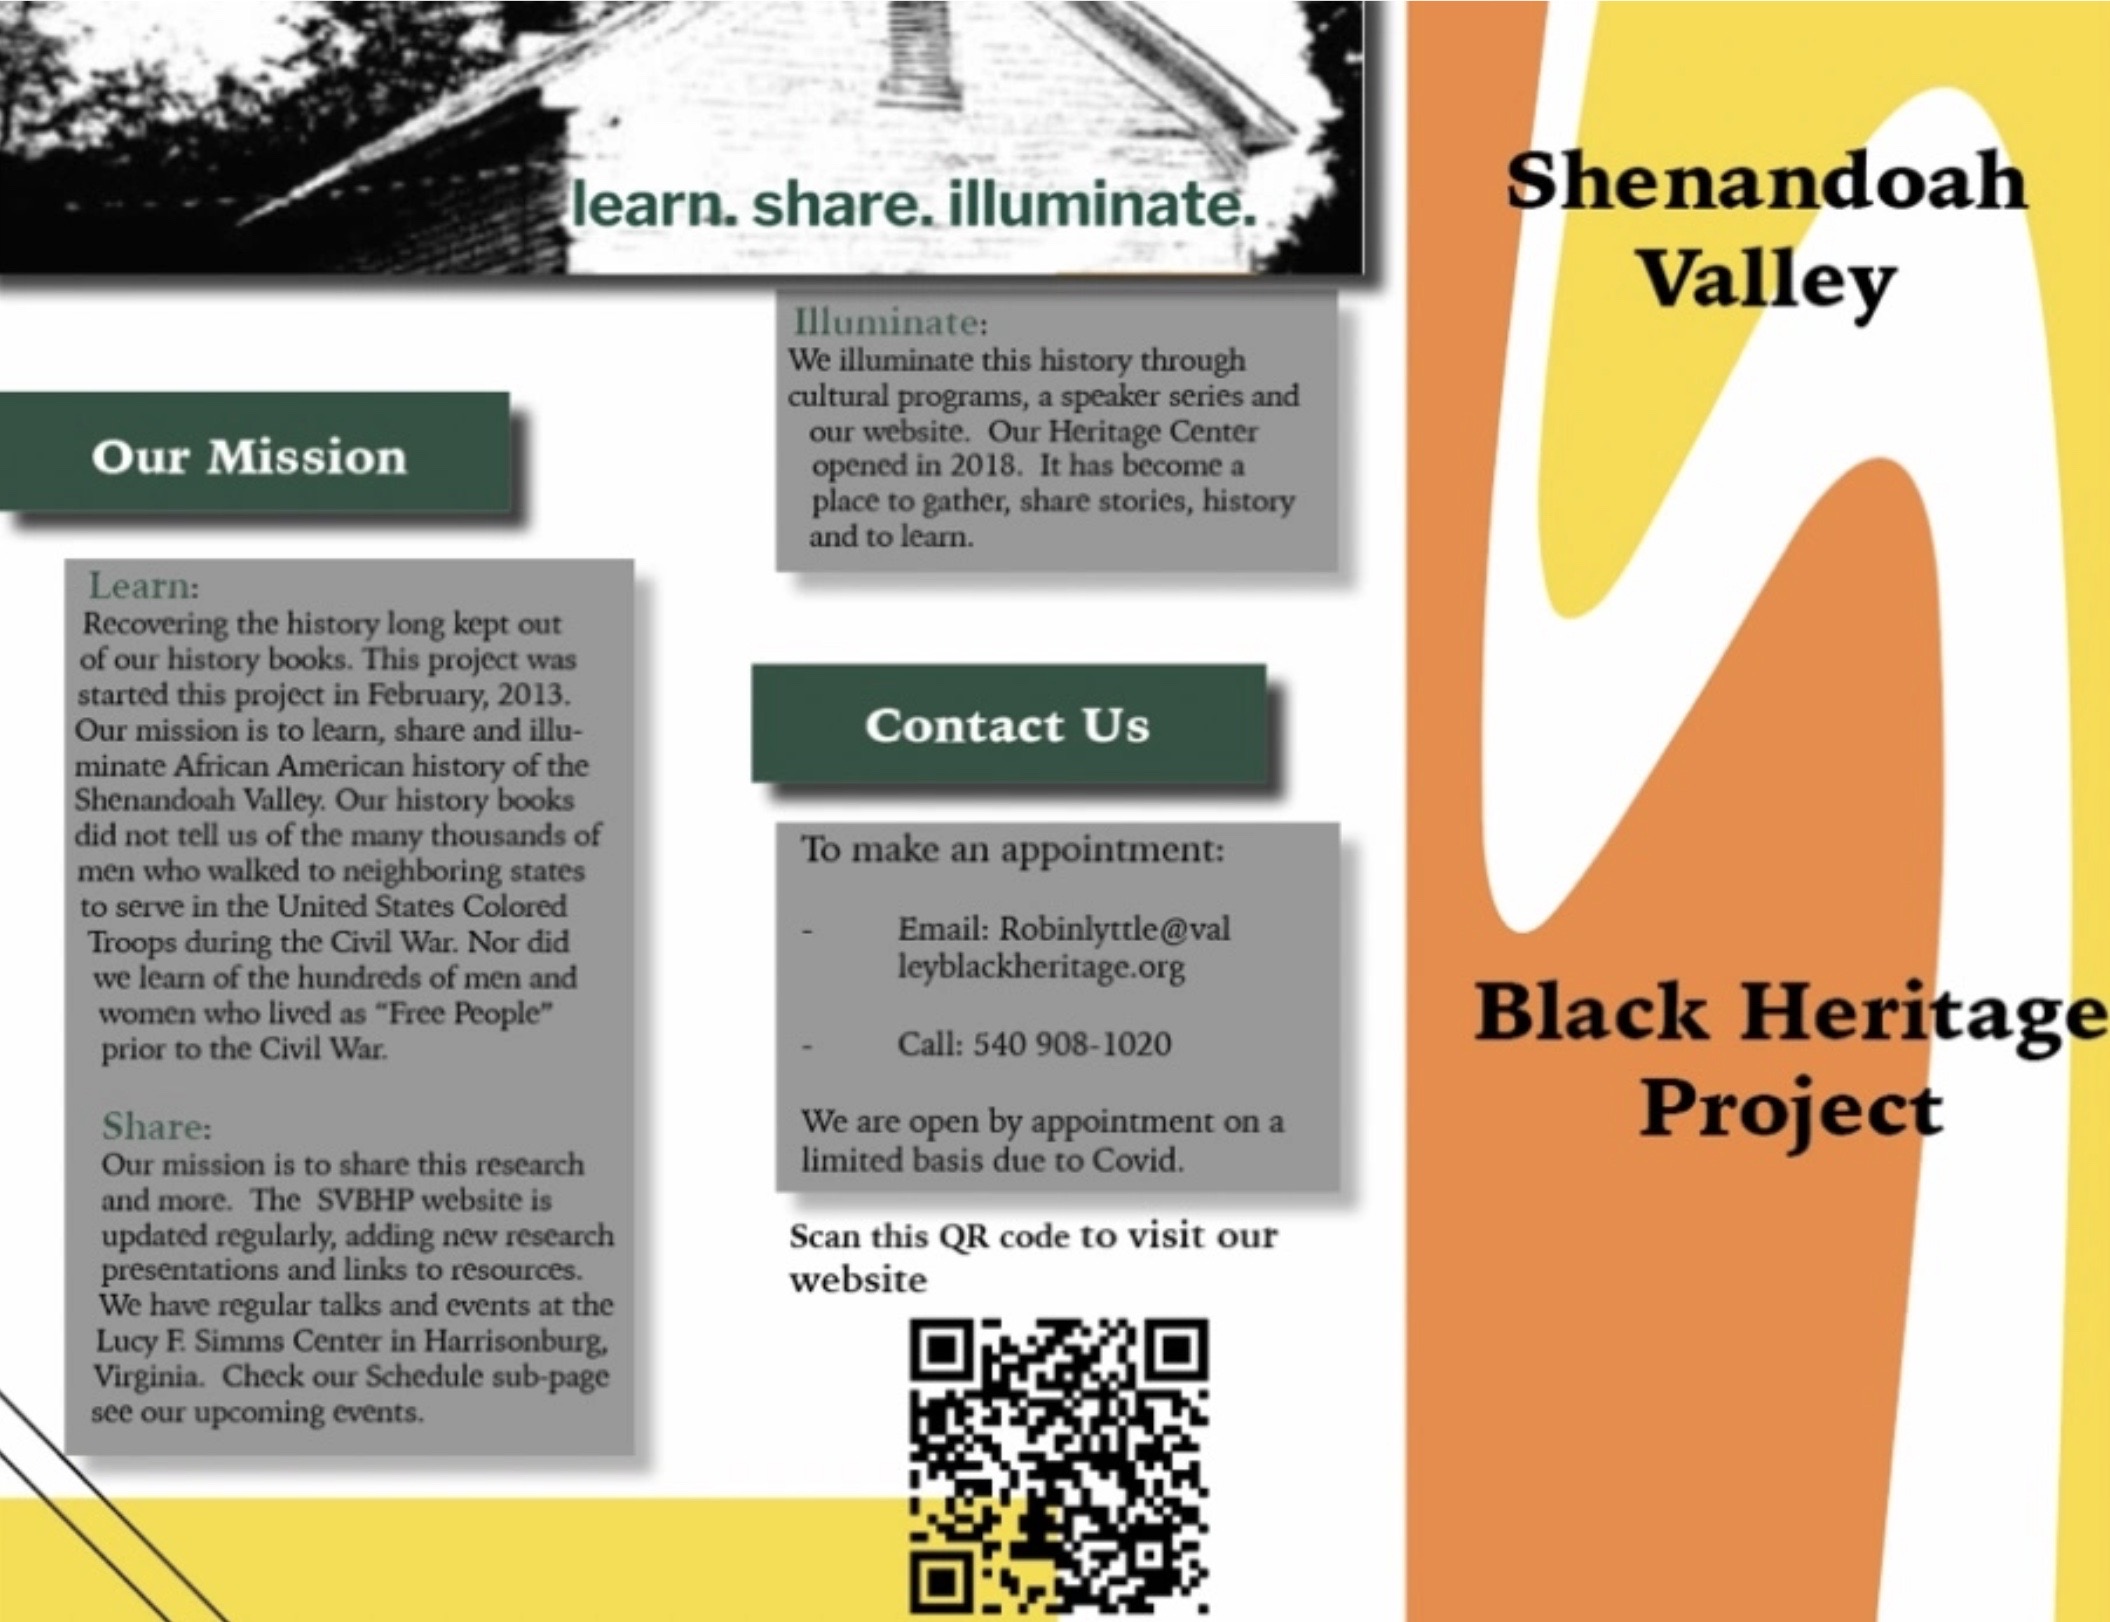 learn. share. illuminate.
Our Mission
Learn:
Recovering the history long kept out
of our history books. This project was
started this project in February, 2013.
Our mission is to learn, share and illu-
minate African American history of the
Shenandoah Valley. Our history books
did not tell us of the many thousands of
men who walked to neighboring states
to serve in the United States Colored
Troops during the Civil War. Nor did
we learn of the hundreds of men and
women who lived as “Free People”
prior to the Civil War.
Share:
Our mission is to share this research
and more. The SVBHP website is
updated regularly, adding new research
presentations and links to resources.
We have regular talks and events at the
Lucy F. Simms Center in Harrisonburg,
Virginia. Check our Schedule sub-page
see our upcoming events.
Illuminate:
We illuminate this history through
cultural programs, a speaker series and
our website. Our Heritage Center
opened in 2018. It has become a
place to gather, share stories, history
and to learn.
Contact Us
To make an appointment:
- Email: Robinlyttle@val
leyblackheritage.org
- Call: 540 908-1020
We are open by appointment on a
limited basis due to Covid.
Scan this QR code to visit our
website
Shenandoah
Valley
Black Heritage
Project